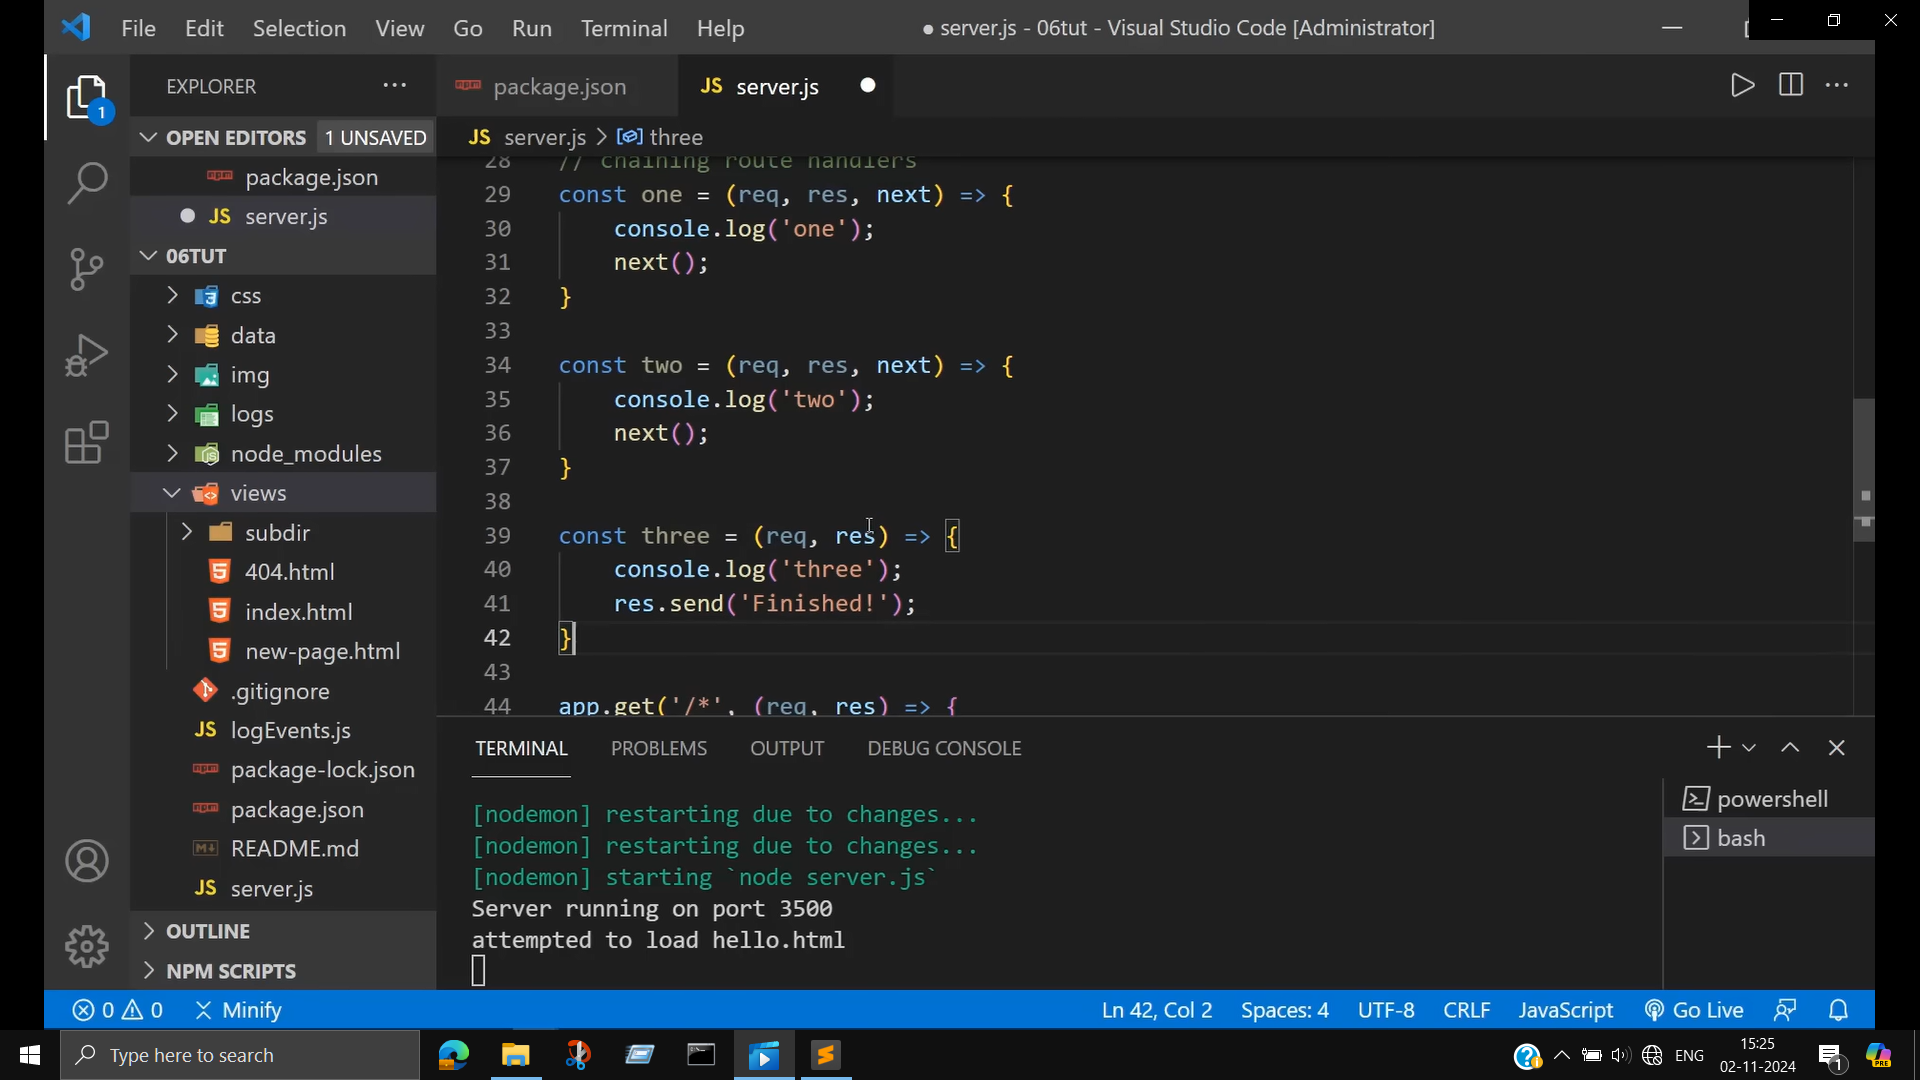 File Edit Selection View Go Run Terminal Help ● server.js - 06tut - Visual Studio Code [Administrator]
EXPLORER
package.json JS server.js
OPEN EDITORS 1 UNSAVED
JS server.js > three
package.json
JS server.js
06TUT
css
data
img
logs
node_modules
views
subdir
404.html
index.html
new-page.html
.gitignore
JS logEvents.js
package-lock.json
package.json
README.md
JS server.js
OUTLINE
NPM SCRIPTS
28 // chaining route handlers
29 const one = (req, res, next) => {
30 console.log('one');
31 next();
32 }
33
34 const two = (req, res, next) => {
35 console.log('two');
36 next();
37 }
38
39 const three = (req, res) => {
40 console.log('three');
41 res.send('Finished!');
42 }
43
44 app.get('/*', (req, res) => {
TERMINAL PROBLEMS OUTPUT DEBUG CONSOLE
[nodemon] restarting due to changes...
[nodemon] restarting due to changes...
[nodemon] starting `node server.js`
Server running on port 3500
attempted to load hello.html
powershell
bash
0 0 Minify Ln 42, Col 2 Spaces: 4 UTF-8 CRLF JavaScript Go Live
Type here to search
ENG
15:25
02-11-2024
1